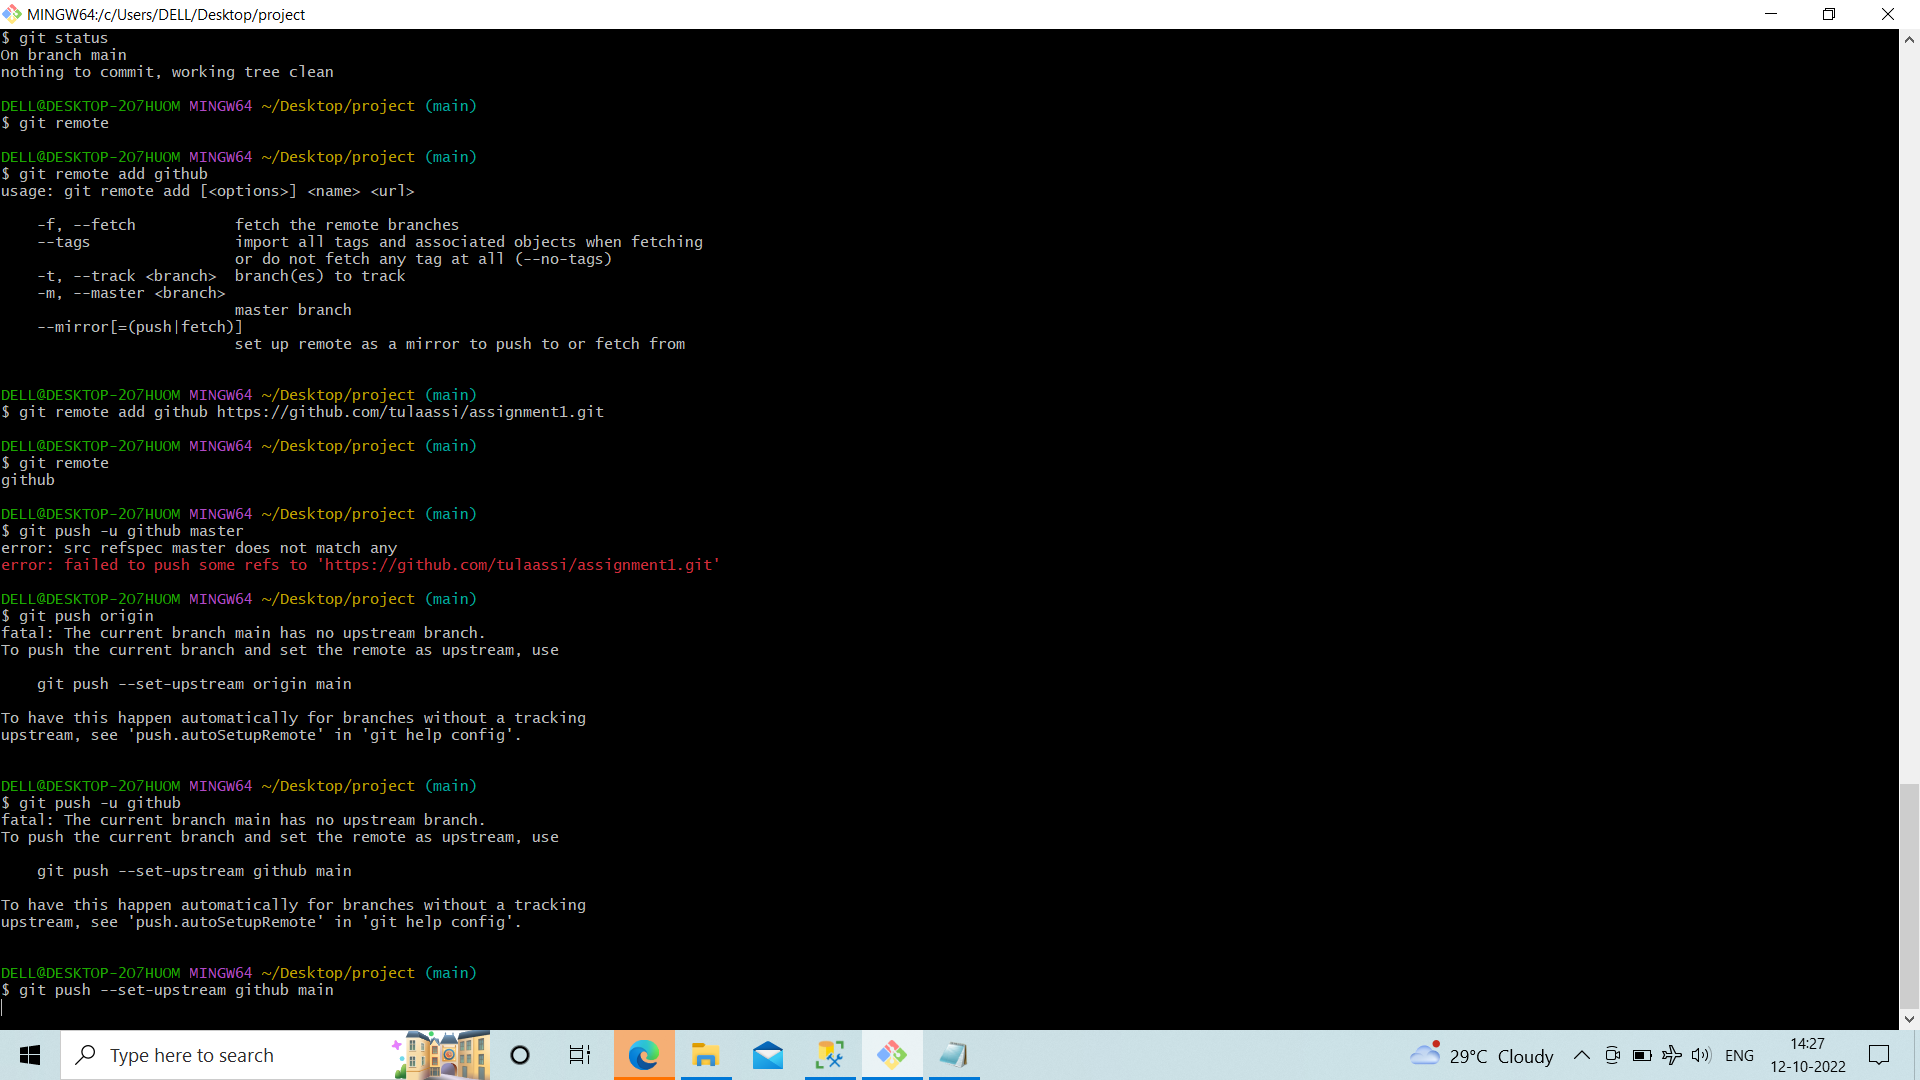 MINGW64:/c/Users/DELL/Desktop/project
$ git status
On branch main
nothing to commit, working tree clean
DELL@DESKTOP-2O7HUOM MINGW64 ~/Desktop/project (main)
$ git remote
DELL@DESKTOP-2O7HUOM MINGW64 ~/Desktop/project (main)
$ git remote add github
usage: git remote add [<options>] <name> <url>
    -f, --fetch           fetch the remote branches
    --tags                import all tags and associated objects when fetching
                          or do not fetch any tag at all (--no-tags)
    -t, --track <branch>  branch(es) to track
    -m, --master <branch>
                          master branch
    --mirror[=(push|fetch)]
                          set up remote as a mirror to push to or fetch from
DELL@DESKTOP-2O7HUOM MINGW64 ~/Desktop/project (main)
$ git remote add github https://github.com/tulaassi/assignment1.git
DELL@DESKTOP-2O7HUOM MINGW64 ~/Desktop/project (main)
$ git remote
github
DELL@DESKTOP-2O7HUOM MINGW64 ~/Desktop/project (main)
$ git push -u github master
error: src refspec master does not match any
error: failed to push some refs to 'https://github.com/tulaassi/assignment1.git'
DELL@DESKTOP-2O7HUOM MINGW64 ~/Desktop/project (main)
$ git push origin
fatal: The current branch main has no upstream branch.
To push the current branch and set the remote as upstream, use
    git push --set-upstream origin main
To have this happen automatically for branches without a tracking
upstream, see 'push.autoSetupRemote' in 'git help config'.
DELL@DESKTOP-2O7HUOM MINGW64 ~/Desktop/project (main)
$ git push -u github
fatal: The current branch main has no upstream branch.
To push the current branch and set the remote as upstream, use
    git push --set-upstream github main
To have this happen automatically for branches without a tracking
upstream, see 'push.autoSetupRemote' in 'git help config'.
DELL@DESKTOP-2O7HUOM MINGW64 ~/Desktop/project (main)
$ git push --set-upstream github main
Type here to search
29°C Cloudy
ENG
14:27
12-10-2022